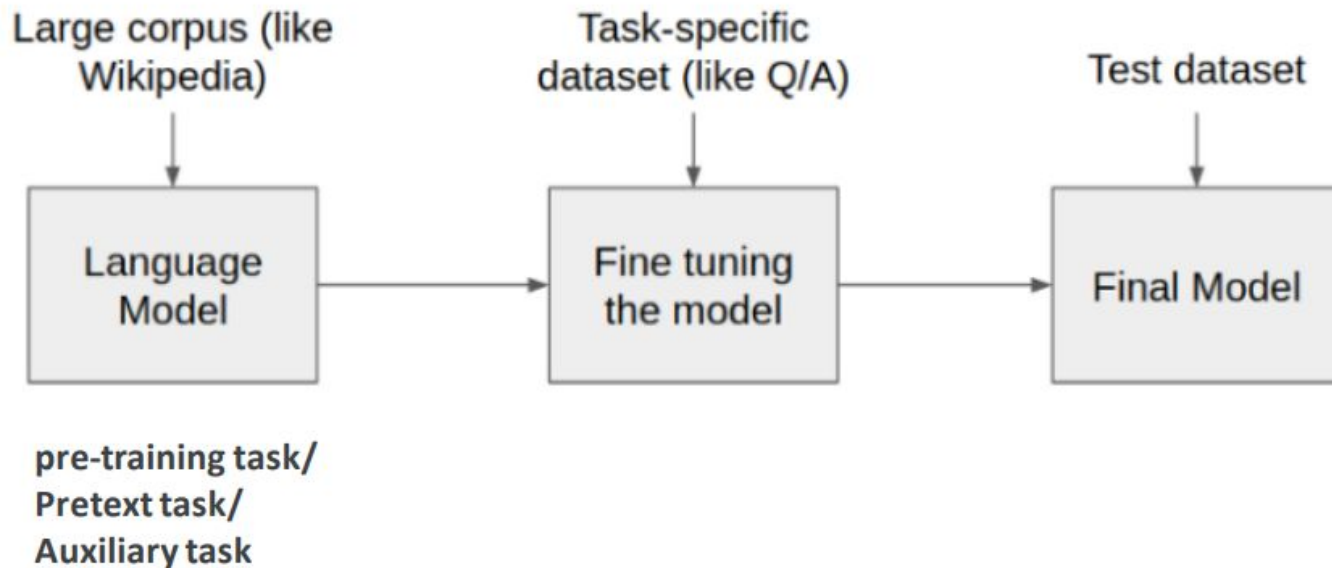 Large corpus (like
Wikipedia)
Task-specific
dataset (like Q/A)
Test dataset
Language
Model
Fine tuning
the model
Final Model
pre-training task/
Pretext task/
Auxiliary task